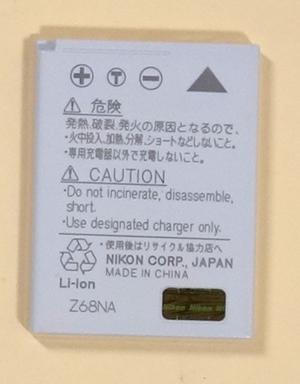 + T −
⚠ 危険
発熱、破裂、発火の原因となるので、
・火中投入、加熱、分解、ショートなどしないこと。
・専用充電器以外で充電しないこと。
⚠ CAUTION
・Do not incinerate, disassemble,
short.
・Use designated charger only.
・使用後はリサイクル協力店へ
NIKON CORP., JAPAN
MADE IN CHINA
Li-ion
Z68NA
Nikon Nikon Ni